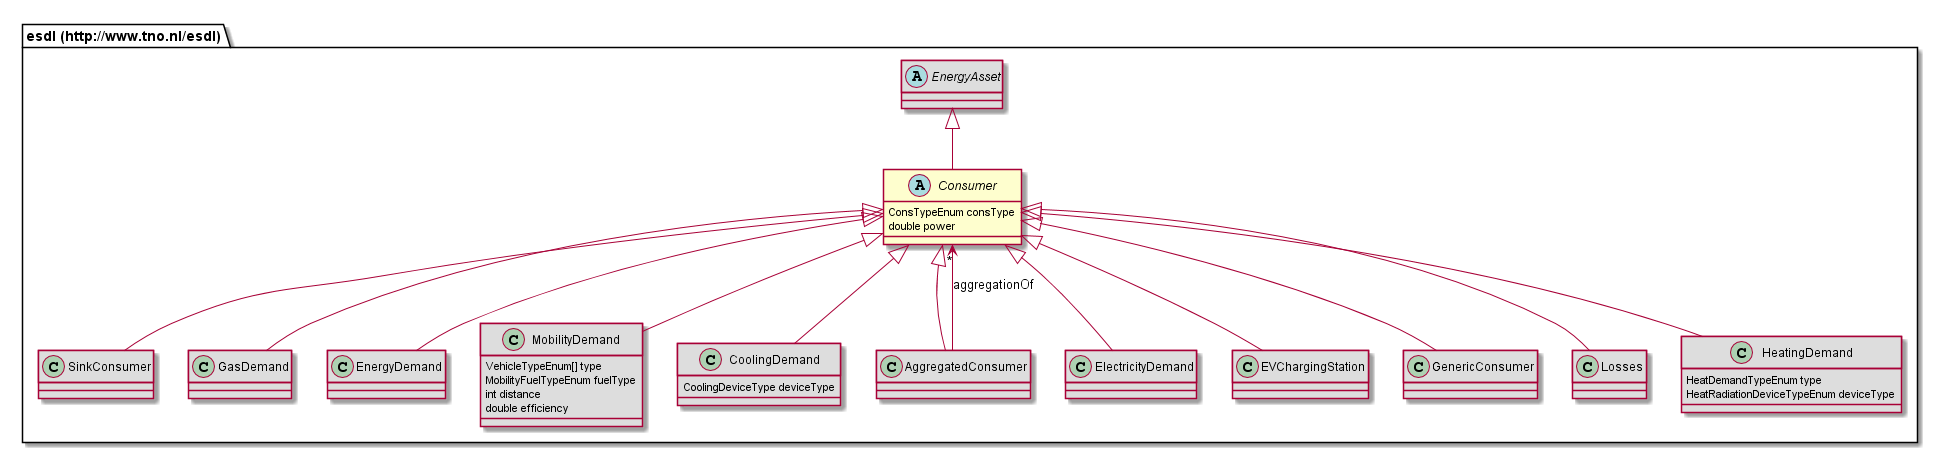 esdl (http://www.tno.nl/esdl)
A EnergyAsset
A Consumer
ConsTypeEnum consType
double power
*
aggregationOf
C SinkConsumer
C GasDemand
C EnergyDemand
C MobilityDemand
VehicleTypeEnum[] type
MobilityFuelTypeEnum fuelType
int distance
double efficiency
C CoolingDemand
CoolingDeviceType deviceType
C AggregatedConsumer
C ElectricityDemand
C EVChargingStation
C GenericConsumer
C Losses
C HeatingDemand
HeatDemandTypeEnum type
HeatRadiationDeviceTypeEnum deviceType